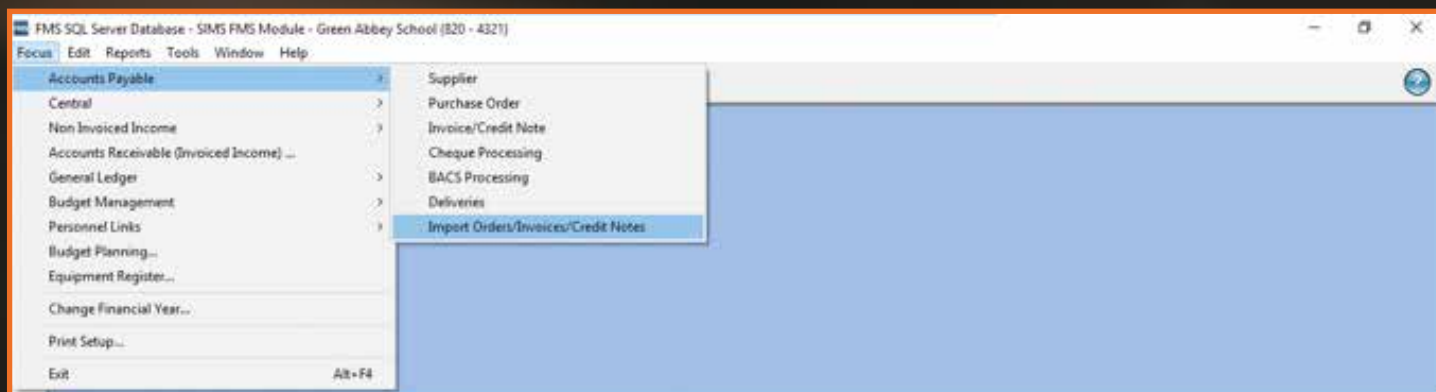 FMS SQL Server Database - SIMS FMS Module - Green Abbey School (820 - 4321)
Focus Edit Reports Tools Window Help
Accounts Payable
Central
Non Invoiced Income
Accounts Receivable (Invoiced Income) ...
General Ledger
Budget Management
Personnel Links
Budget Planning...
Equipment Register...
Change Financial Year...
Print Setup...
Exit Alt+F4
Supplier
Purchase Order
Invoice/Credit Note
Cheque Processing
BACS Processing
Deliveries
Import Orders/Invoices/Credit Notes